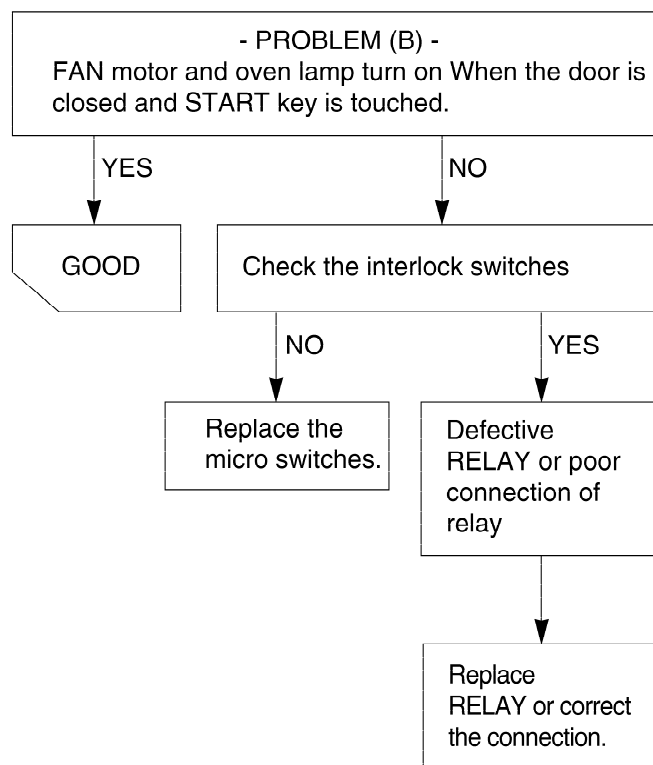 - PROBLEM (B) -
FAN motor and oven lamp turn on When the door is
closed and START key is touched.
YES
NO
GOOD
Check the interlock switches
NO
YES
Replace the
micro switches.
Defective
RELAY or poor
connection of
relay
Replace
RELAY or correct
the connection.